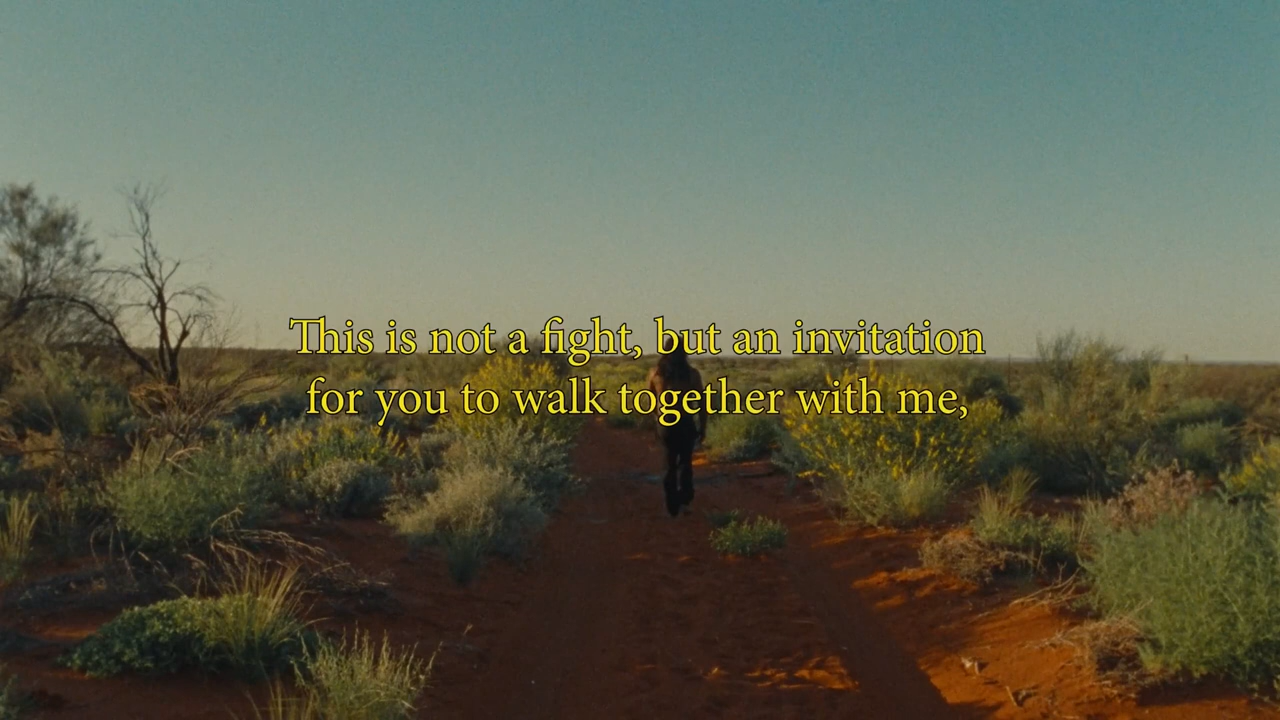 This is not a fight, but an invitation
for you to walk together with me,